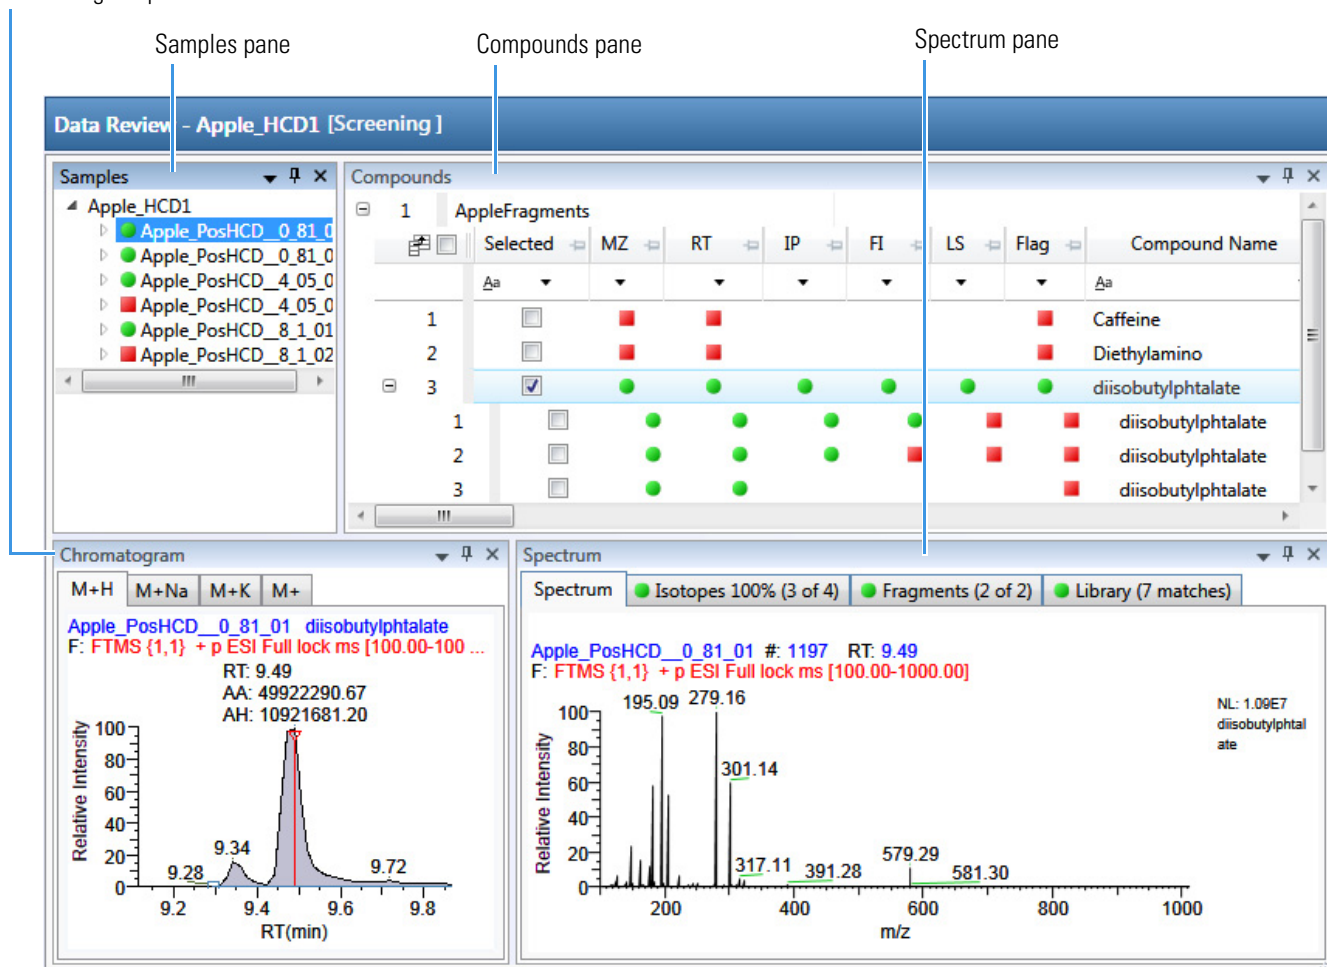 Samples pane
Compounds pane
Spectrum pane
Data Review - Apple_HCD1 [Screening ]
Samples
Apple_HCD1
Apple_PosHCD__0_81_0
Apple_PosHCD__0_81_0
Apple_PosHCD__4_05_0
Apple_PosHCD__4_05_0
Apple_PosHCD__8_1_01
Apple_PosHCD__8_1_02
Compounds
1 AppleFragments
Selected MZ RT IP FI LS Flag Compound Name
Aa Aa
1 Caffeine
2 Diethylamino
3 diisobutylphtalate
1 diisobutylphtalate
2 diisobutylphtalate
3 diisobutylphtalate
Chromatogram
M+H M+Na M+K M+
Apple_PosHCD__0_81_01 diisobutylphtalate
F: FTMS {1,1} + p ESI Full lock ms [100.00-100 ...
RT: 9.49
AA: 49922290.67
AH: 10921681.20
Relative Intensity
100
80
60
40
20
0
9.28
9.34
9.72
9.2 9.4 9.6 9.8
RT(min)
Spectrum
Spectrum Isotopes 100% (3 of 4) Fragments (2 of 2) Library (7 matches)
Apple_PosHCD__0_81_01 #: 1197 RT: 9.49
F: FTMS {1,1} + p ESI Full lock ms [100.00-1000.00]
NL: 1.09E7
diisobutylphtal
ate
Relative Intensity
100
80
60
40
20
0
195.09 279.16
301.14
317.11
391.28
579.29
581.30
200 400 600 800 1000
m/z